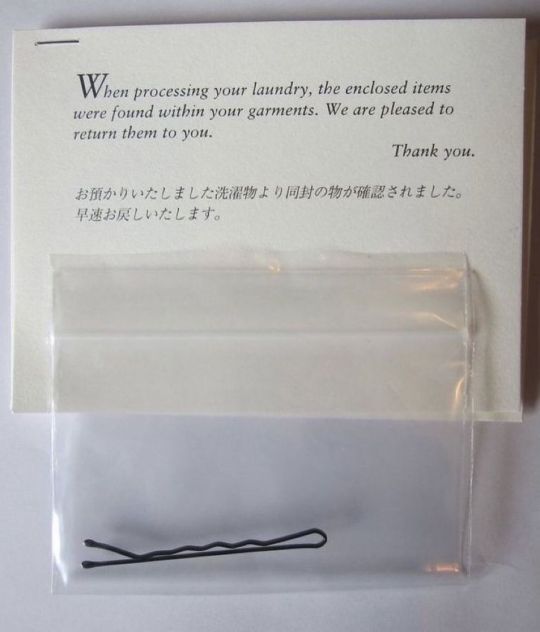 When processing your laundry, the enclosed items
were found within your garments. We are pleased to
return them to you.
Thank you.
お預かりいたしました洗濯物より同封の物が確認されました。
早速お戻しいたします。